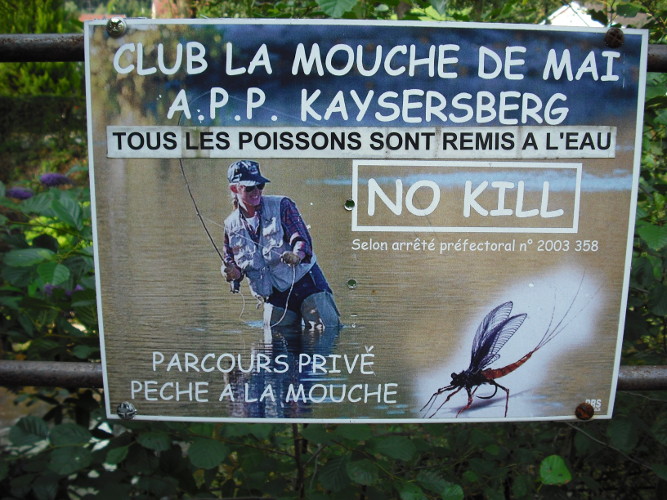 CLUB LA MOUCHE DE MAI
A.P.P. KAYSERSBERG
TOUS LES POISSONS SONT REMIS A L'EAU
NO KILL
Selon arrêté préfectoral n° 2003 358
PARCOURS PRIVÉ
PECHE A LA MOUCHE